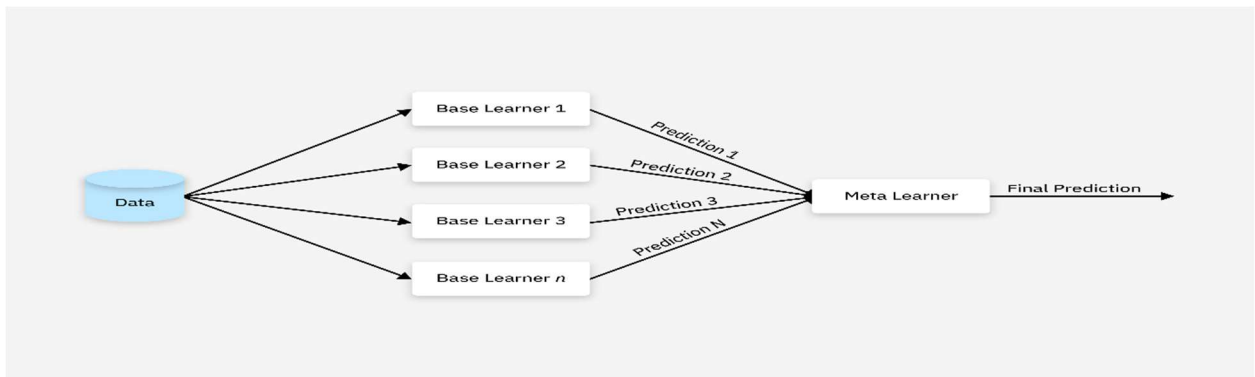 Data
Base Learner 1
Base Learner 2
Base Learner 3
Base Learner n
Prediction 1
Prediction 2
Prediction 3
Prediction N
Meta Learner
Final Prediction